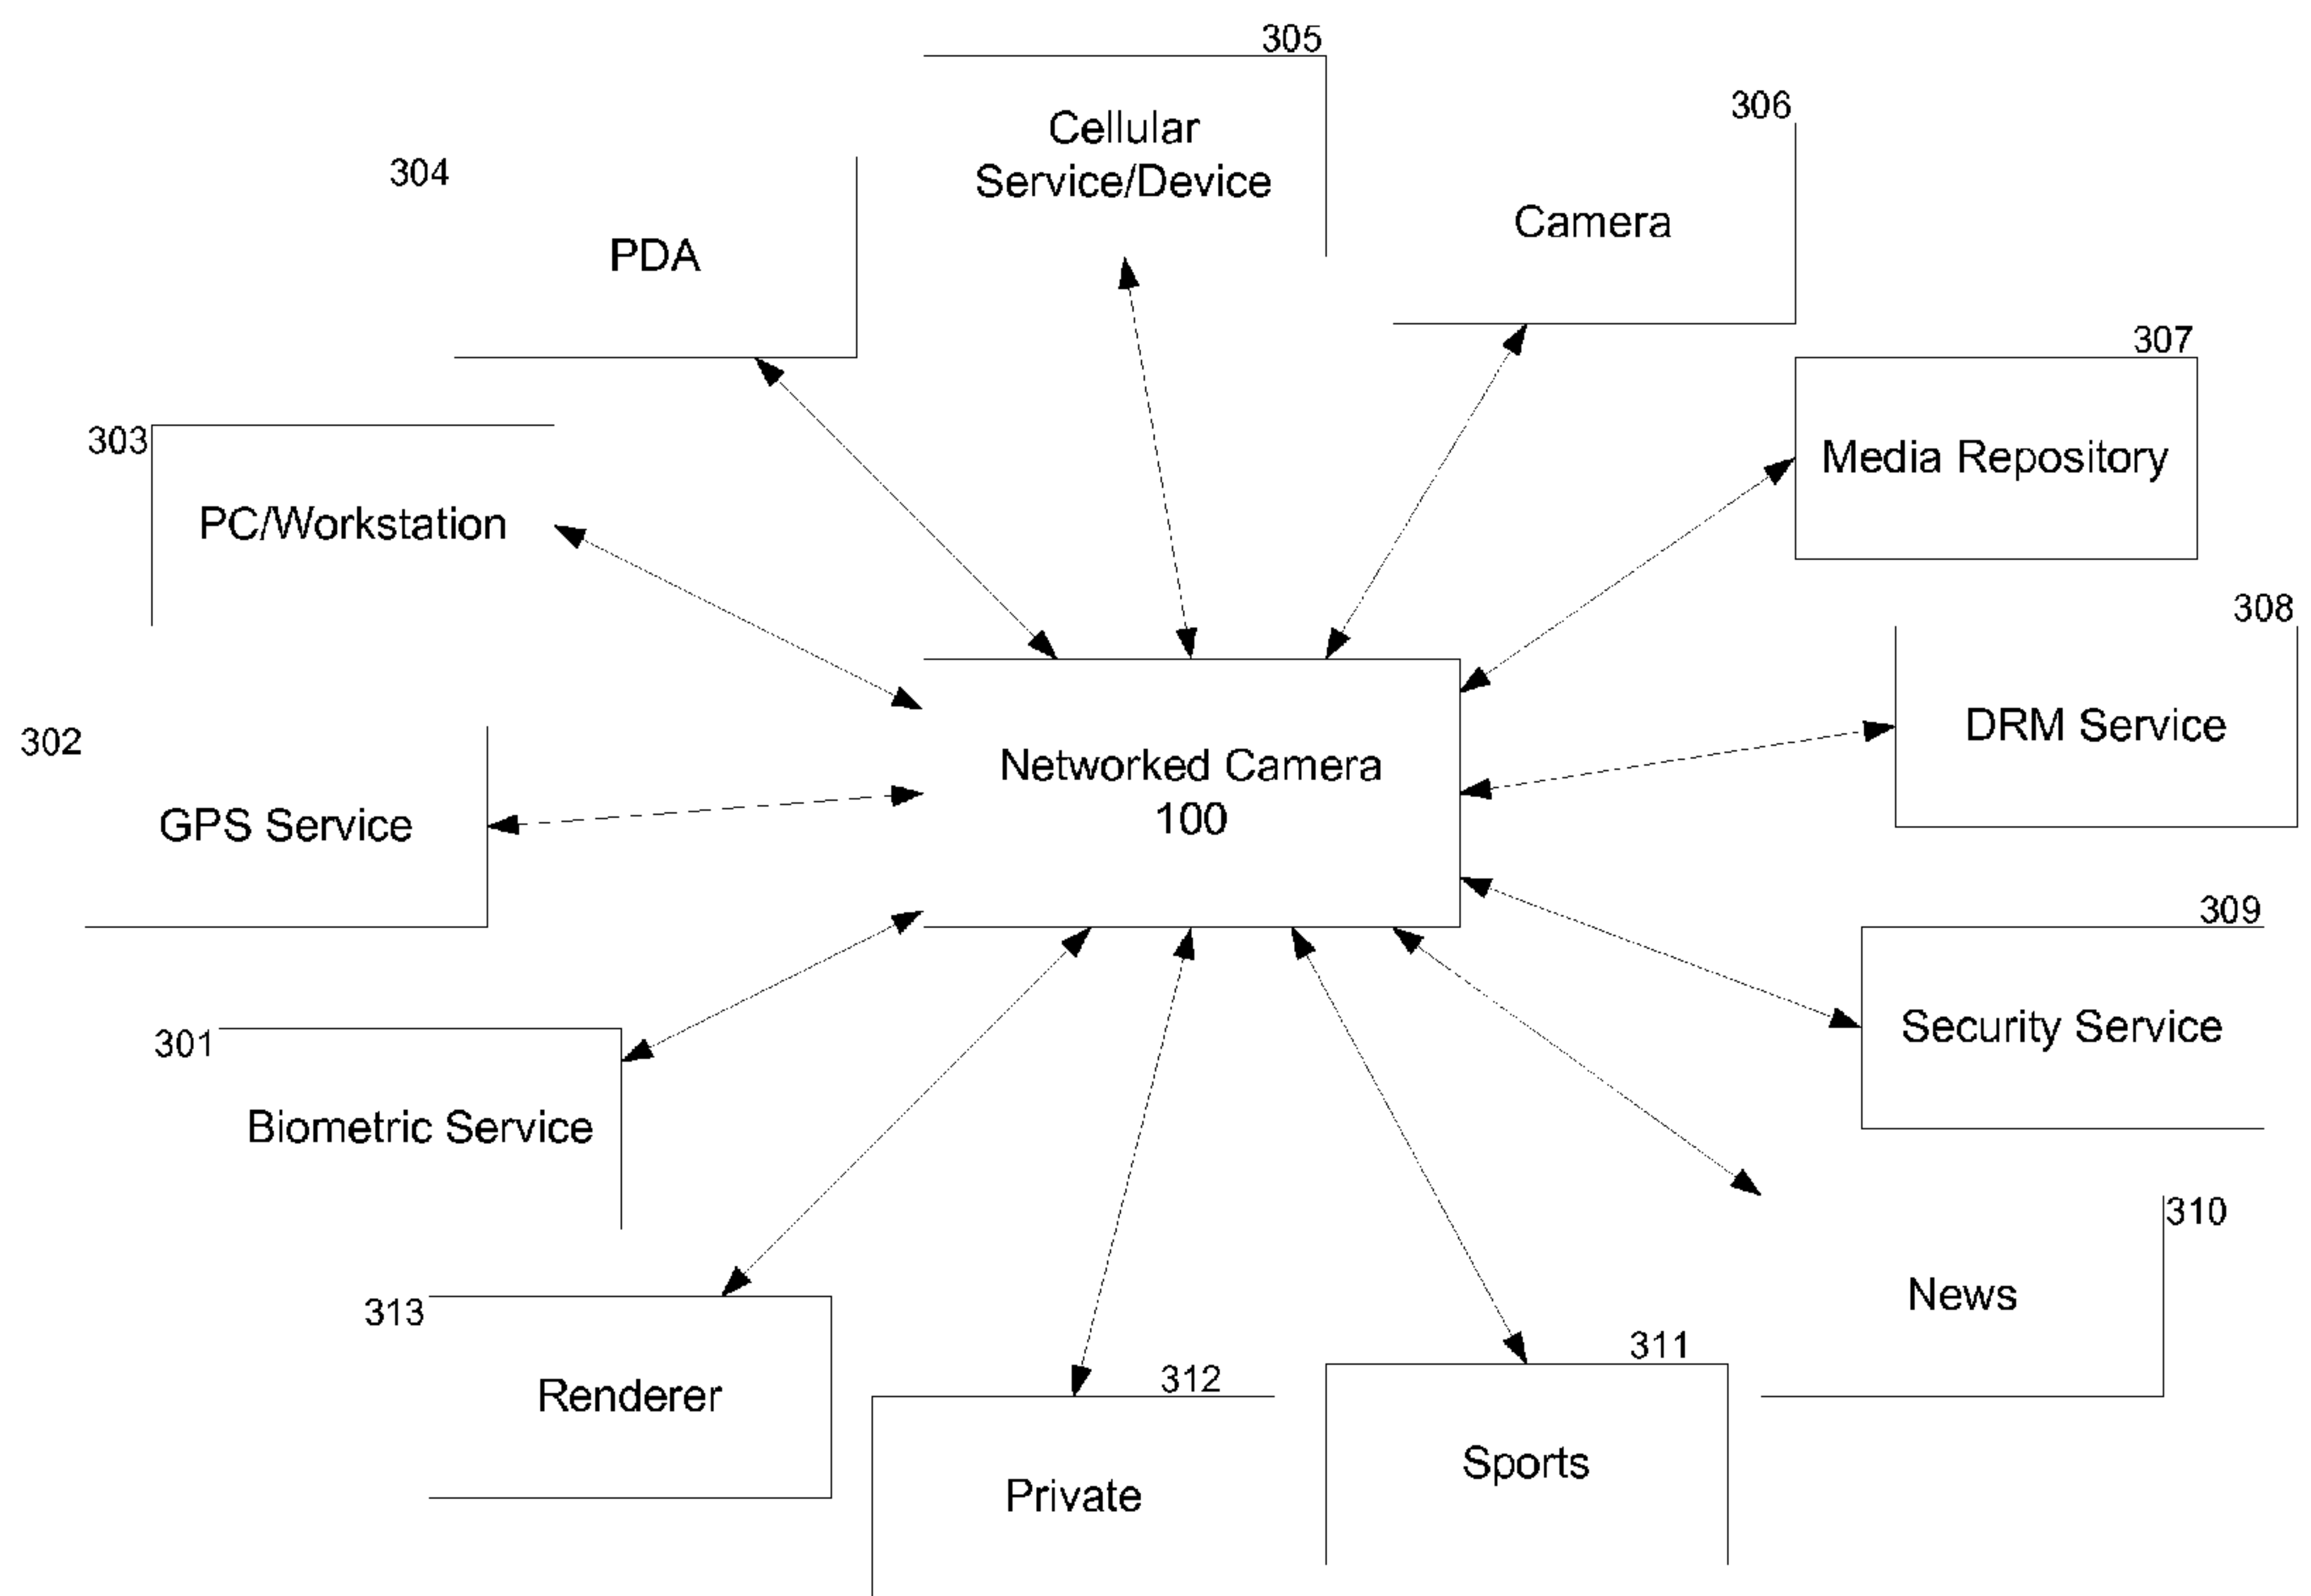 305
Cellular
Service/Device
306
Camera
304
PDA
307
Media Repository
303
PC/Workstation
308
DRM Service
302
GPS Service
Networked Camera
100
309
Security Service
301
Biometric Service
310
News
313
Renderer
312
Private
311
Sports